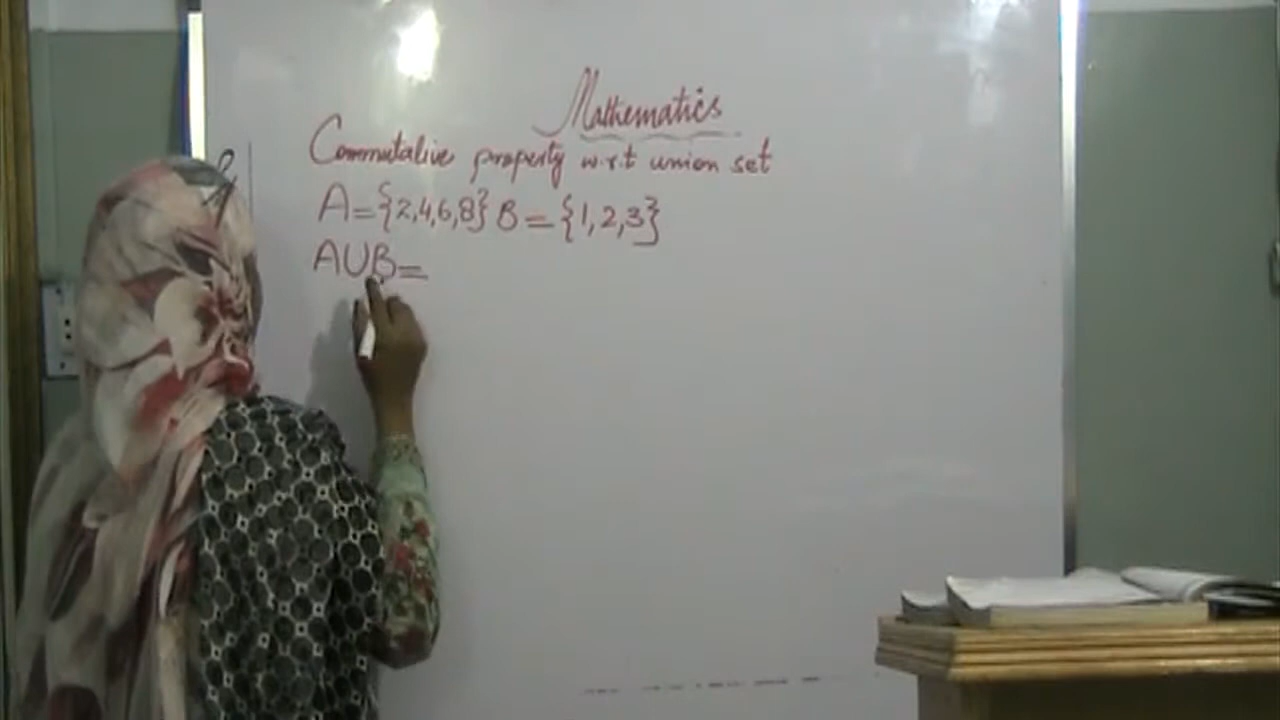 Mathematics
Commutative property w.r.t union set
A={2,4,6,8} B={1,2,3}
AUB=